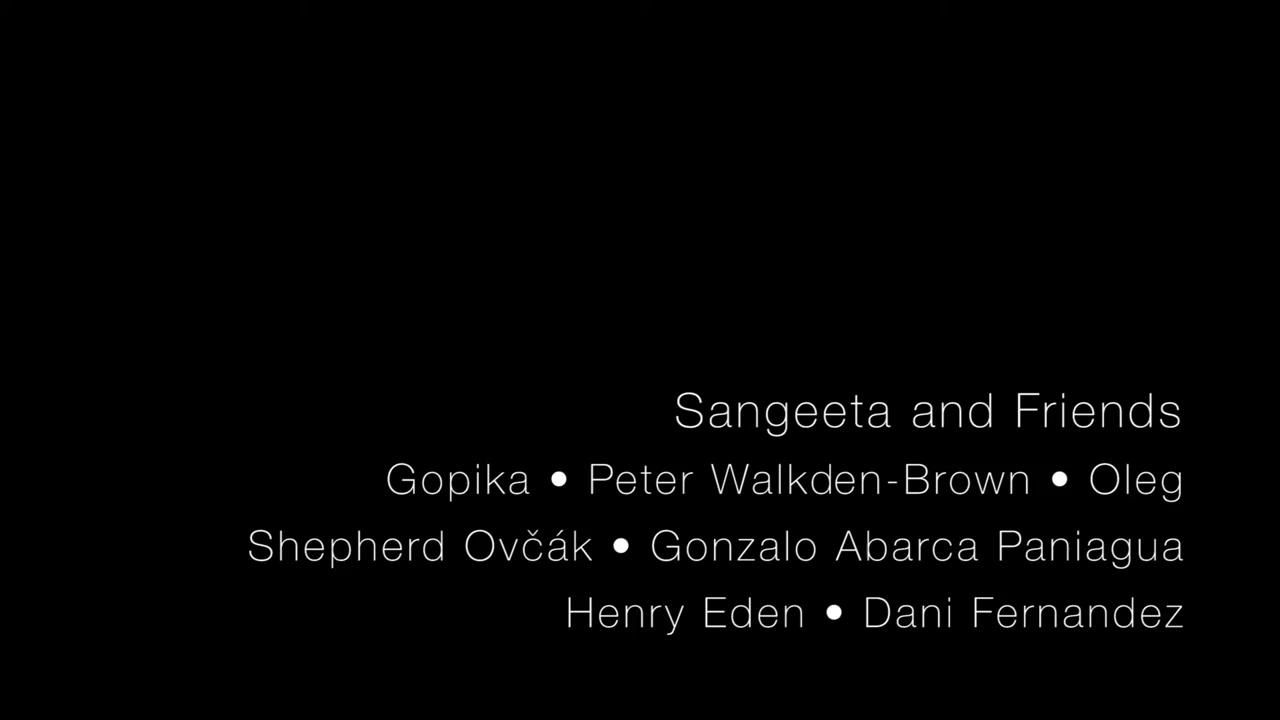 Sangeeta and Friends
Gopika • Peter Walkden-Brown • Oleg
Shepherd Ovčák • Gonzalo Abarca Paniagua
Henry Eden • Dani Fernandez